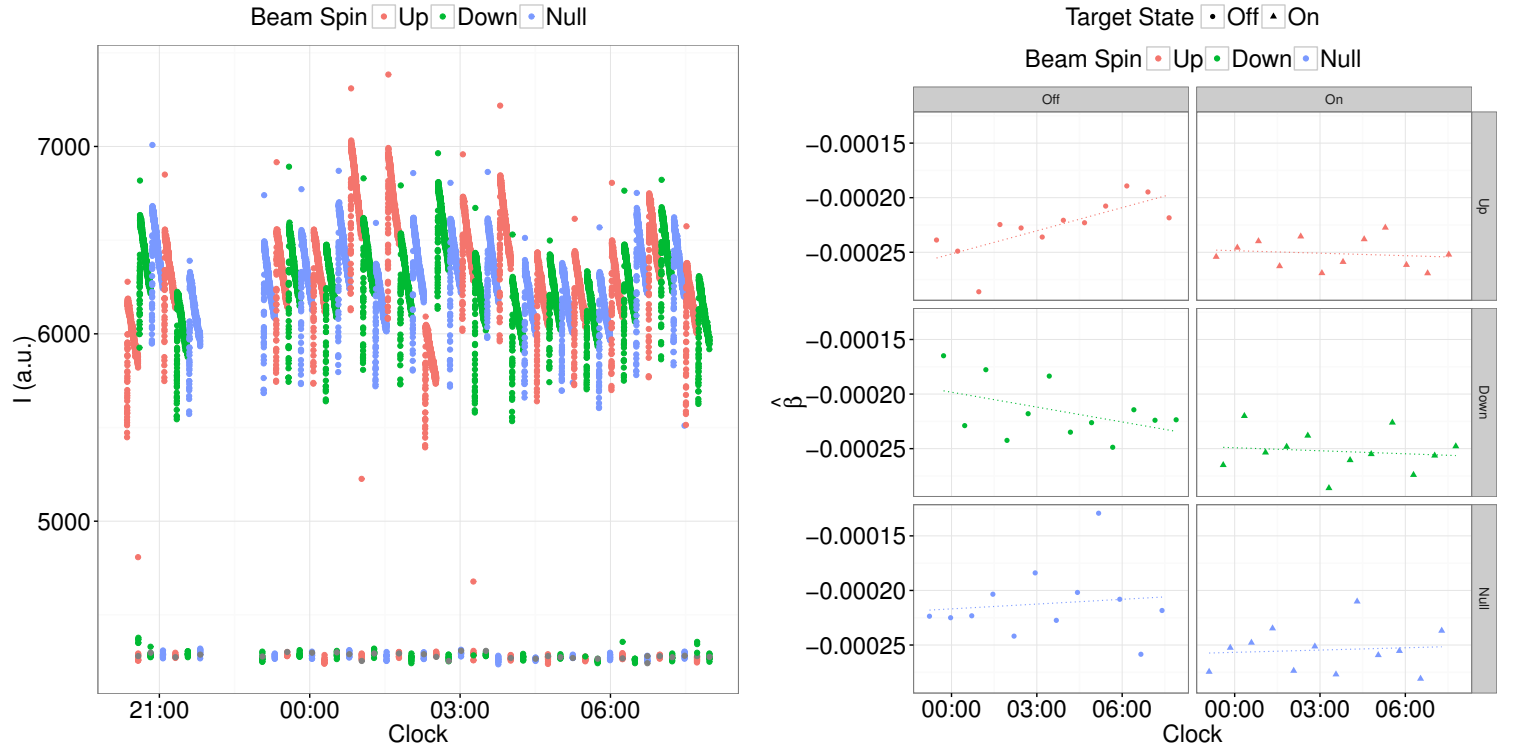 Beam Spin Up Down Null
I (a.u.)
7000
6000
5000
21:00 00:00 03:00 06:00
Clock
Target State Off On
Beam Spin Up Down Null
Off On
β̂
−0.00015
−0.00020
−0.00025
Up
−0.00015
−0.00020
−0.00025
Down
−0.00015
−0.00020
−0.00025
Null
00:00 03:00 06:00 00:00 03:00 06:00
Clock